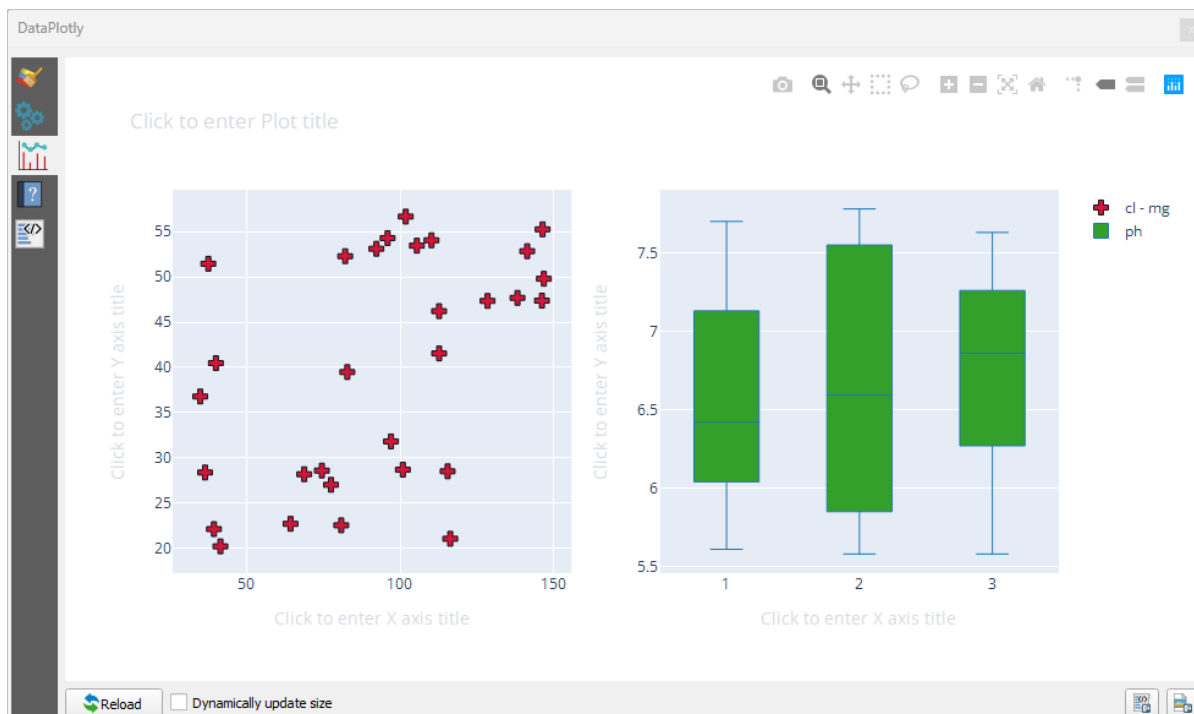 DataPlotly
Click to enter Plot title
Click to enter Y axis title
55
50
45
40
35
30
25
20
50 100 150
Click to enter X axis title
Click to enter Y axis title
7.5
7
6.5
6
5.5
1 2 3
Click to enter X axis title
cl - mg
ph
Reload
Dynamically update size